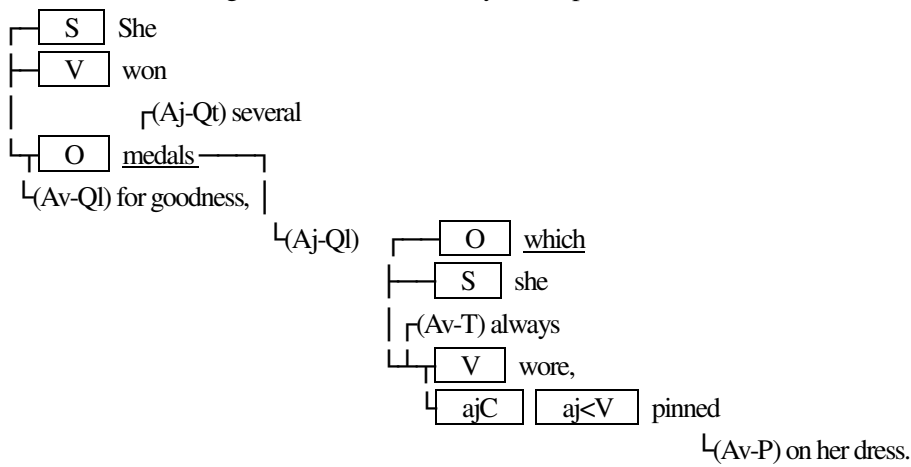 S She
V won
(Aj-Qt) several
O medals
(Av-Ql) for goodness,
(Aj-Ql) O which
S she
(Av-T) always
V wore,
ajC aj<V pinned
(Av-P) on her dress.